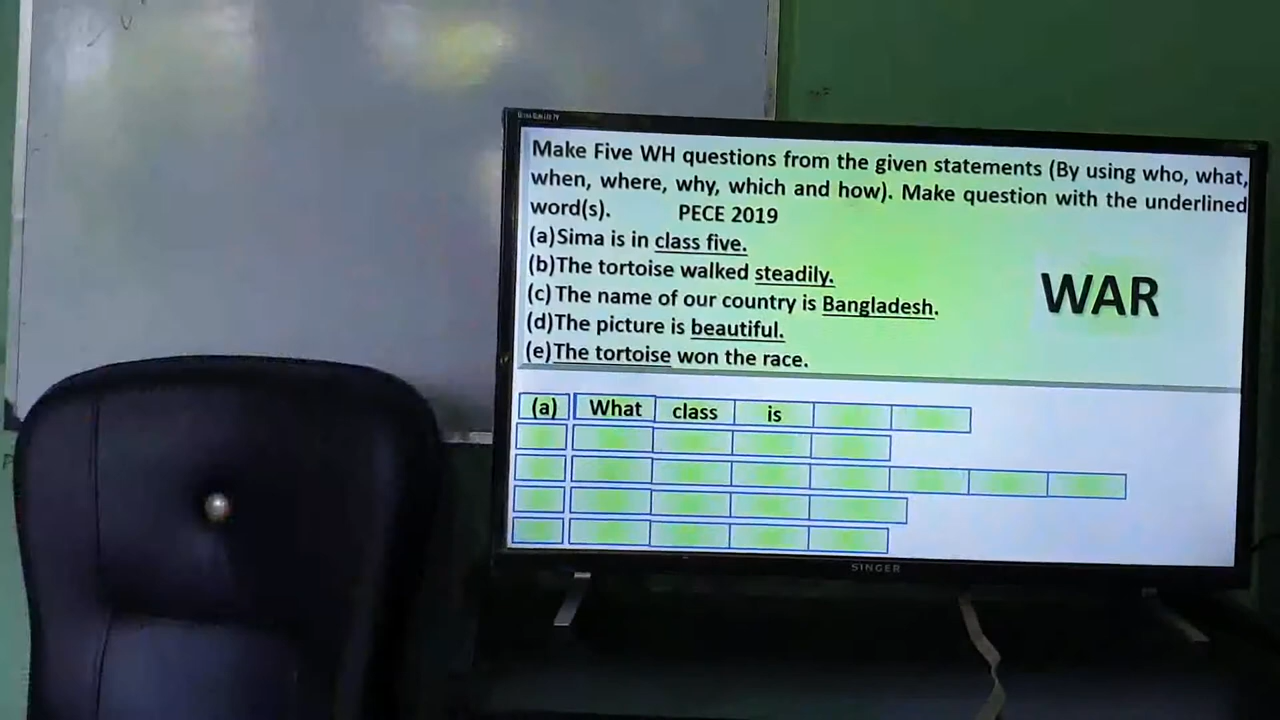 Make Five WH questions from the given statements (By using who, what,
when, where, why, which and how). Make question with the underlined
word(s). PECE 2019
(a)Sima is in class five.
(b)The tortoise walked steadily.
(c) The name of our country is Bangladesh.
(d)The picture is beautiful.
(e)The tortoise won the race.
WAR
(a) What class is
SINGER